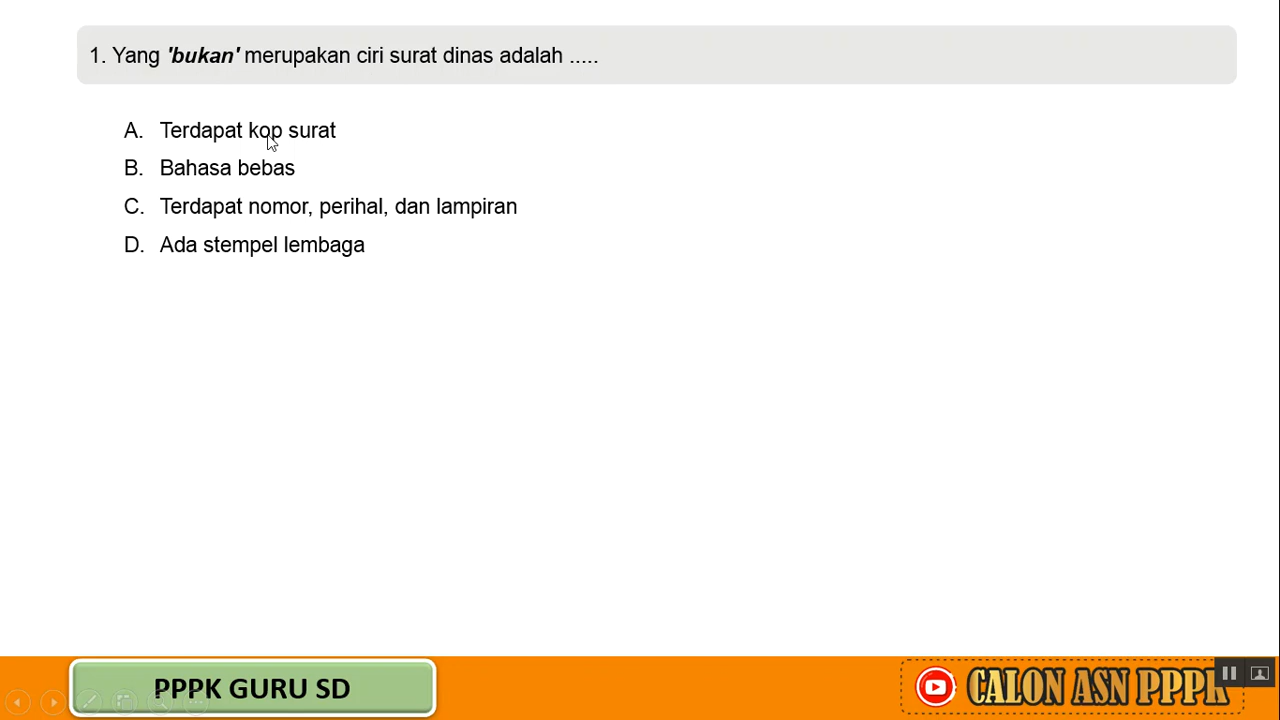 1. Yang 'bukan' merupakan ciri surat dinas adalah .....
A. Terdapat kop surat
B. Bahasa bebas
C. Terdapat nomor, perihal, dan lampiran
D. Ada stempel lembaga
PPPK GURU SD
CALON ASN PPPK